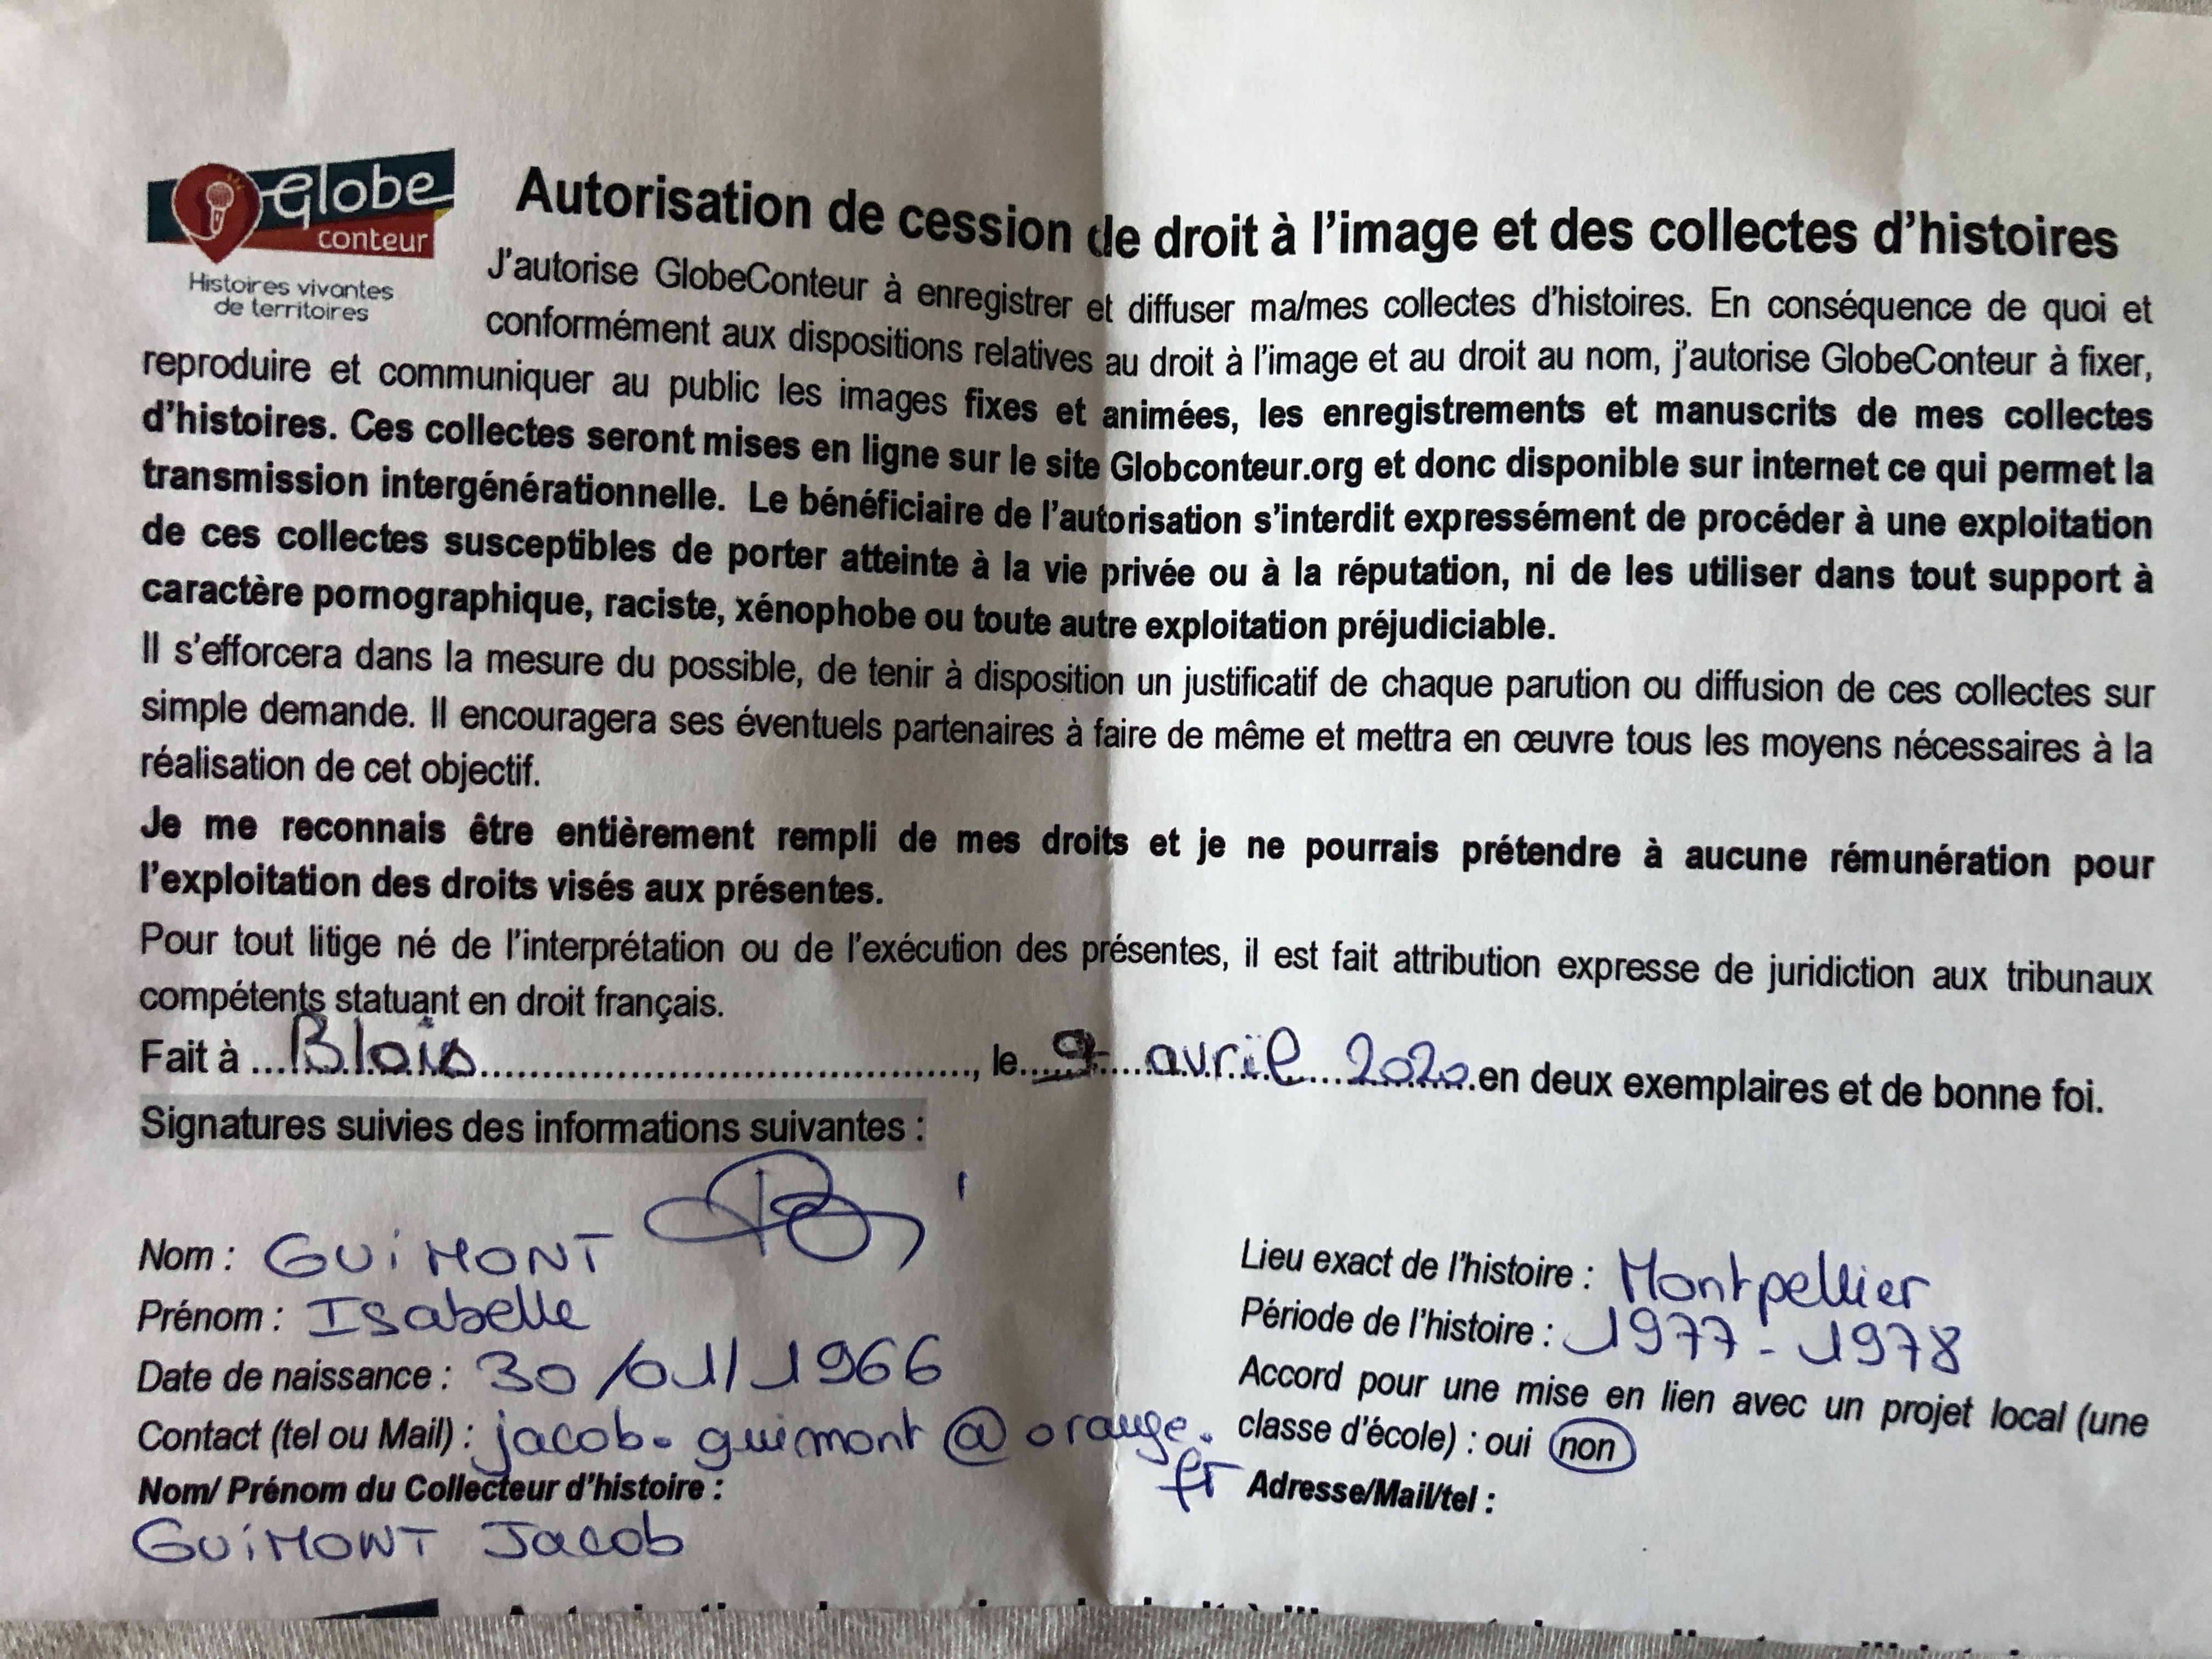 Globe
conteur
Histoires vivantes
de territoires
Autorisation de cession de droit à l'image et des collectes d'histoires
J'autorise GlobeConteur à enregistrer et diffuser ma/mes collectes d'histoires. En conséquence de quoi et
conformément aux dispositions relatives au droit à l'image et au droit au nom, j'autorise GlobeConteur à fixer,
reproduire et communiquer au public les images fixes et animées, les enregistrements et manuscrits de mes collectes
d'histoires. Ces collectes seront mises en ligne sur le site Globconteur.org et donc disponible sur internet ce qui permet la
transmission intergénérationnelle. Le bénéficiaire de l'autorisation s'interdit expressément de procéder à une exploitation
de ces collectes susceptibles de porter atteinte à la vie privée ou à la réputation, ni de les utiliser dans tout support à
caractère pornographique, raciste, xénophobe ou toute autre exploitation préjudiciable.
Il s'efforcera dans la mesure du possible, de tenir à disposition un justificatif de chaque parution ou diffusion de ces collectes sur
simple demande. Il encouragera ses éventuels partenaires à faire de même et mettra en œuvre tous les moyens nécessaires à la
réalisation de cet objectif.
Je me reconnais être entièrement rempli de mes droits et je ne pourrais prétendre à aucune rémunération pour
l'exploitation des droits visés aux présentes.
Pour tout litige né de l'interprétation ou de l'exécution des présentes, il est fait attribution expresse de juridiction aux tribunaux
compétents statuant en droit français.
Fait à ...Blois..., le...9...avril...2020...en deux exemplaires et de bonne foi.
Signatures suivies des informations suivantes :
Nom : GUIMONT
Prénom : Isabelle
Date de naissance : 30/01/1966
Contact (tel ou Mail) : jacob.guimont@orange.
fr
Nom/ Prénom du Collecteur d'histoire :
GUIMONT Jacob
Lieu exact de l'histoire : Montpellier
Période de l'histoire : 1977-1978
Accord pour une mise en lien avec un projet local (une
classe d'école) : oui non
Adresse/Mail/tel :